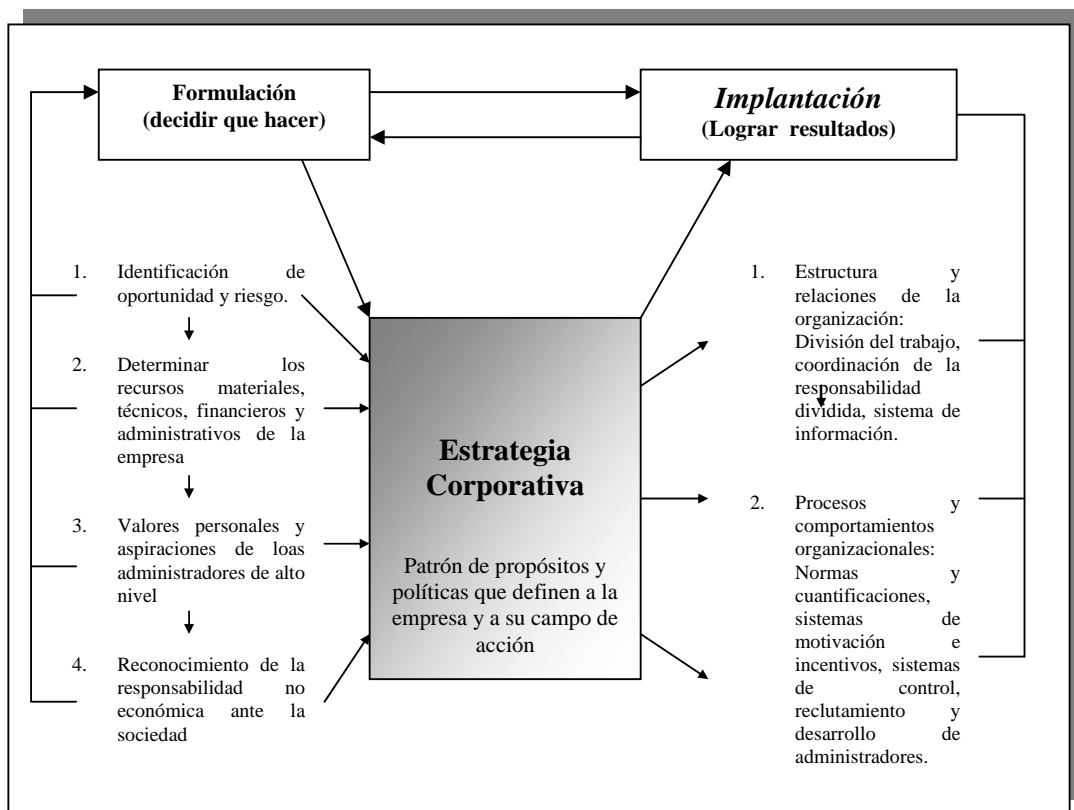 Formulación
(decidir que hacer)
Implantación
(Lograr resultados)
1. Identificación de
oportunidad y riesgo.
2. Determinar los
recursos materiales,
técnicos, financieros y
administrativos de la
empresa
3. Valores personales y
aspiraciones de loas
administradores de alto
nivel
4. Reconocimiento de la
responsabilidad no
económica ante la
sociedad
Estrategia
Corporativa
Patrón de propósitos y
políticas que definen a la
empresa y a su campo de
acción
1. Estructura y
relaciones de la
organización:
División del trabajo,
coordinación de la
responsabilidad
dividida, sistema de
información.
2. Procesos y
comportamientos
organizacionales:
Normas y
cuantificaciones,
sistemas de
motivación e
incentivos, sistemas
de control,
reclutamiento y
desarrollo de
administradores.